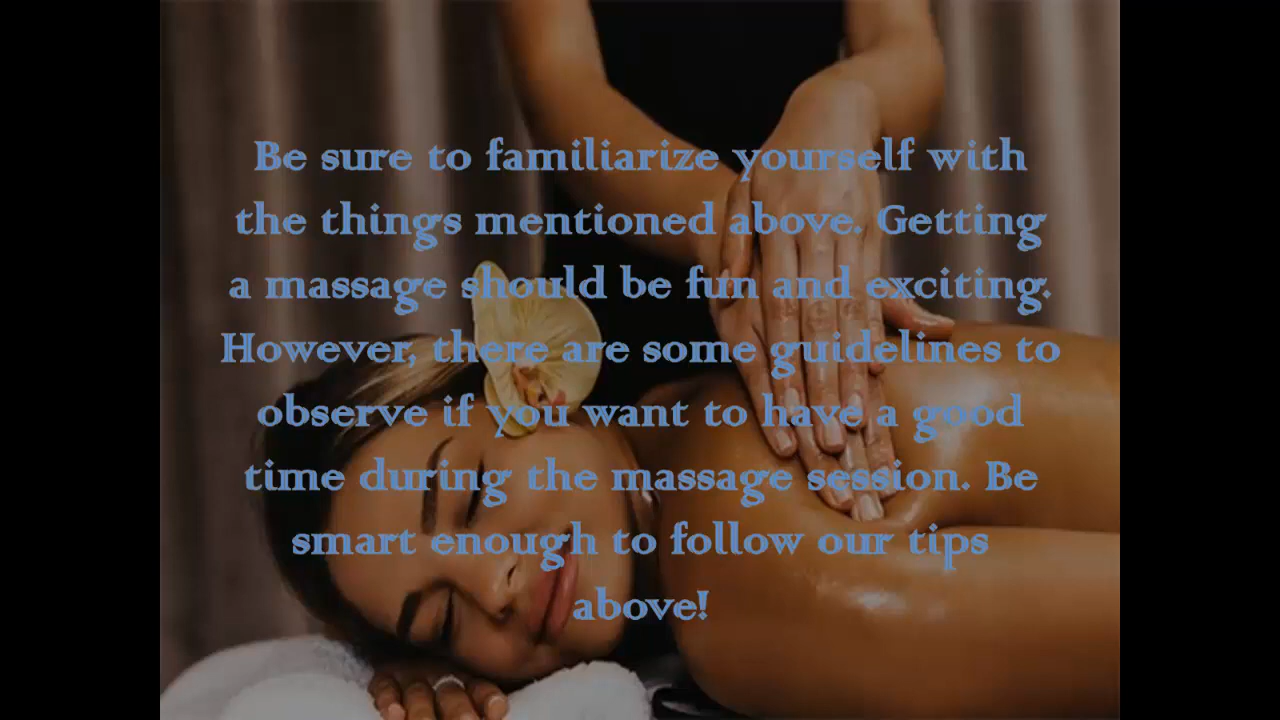 Be sure to familiarize yourself with
the things mentioned above. Getting
a massage should be fun and exciting.
However, there are some guidelines to
observe if you want to have a good
time during the massage session. Be
smart enough to follow our tips
above!